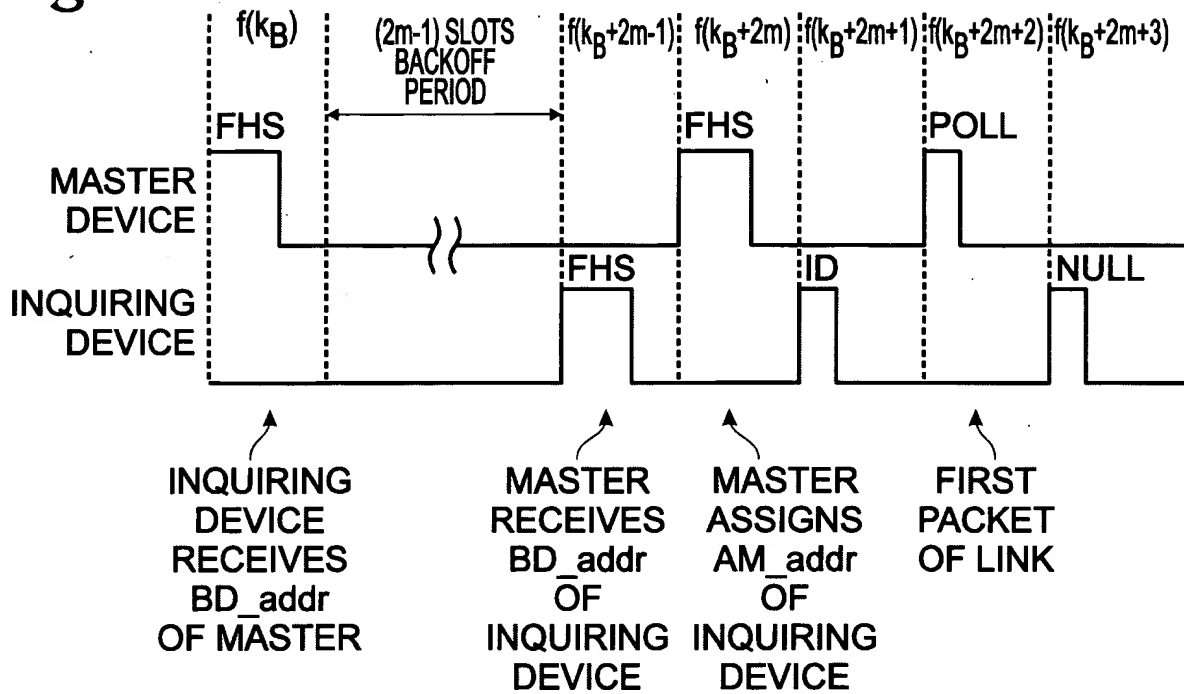 g
f(kB) (2m-1) SLOTS f(kB+2m-1) f(kB+2m) f(kB+2m+1) f(kB+2m+2) f(kB+2m+3)
BACKOFF
PERIOD
FHS FHS POLL
MASTER
DEVICE
FHS ID NULL
INQUIRING
DEVICE
INQUIRING
DEVICE
RECEIVES
BD_addr
OF MASTER
MASTER
RECEIVES
BD_addr
OF
INQUIRING
DEVICE
MASTER
ASSIGNS
AM_addr
OF
INQUIRING
DEVICE
FIRST
PACKET
OF LINK